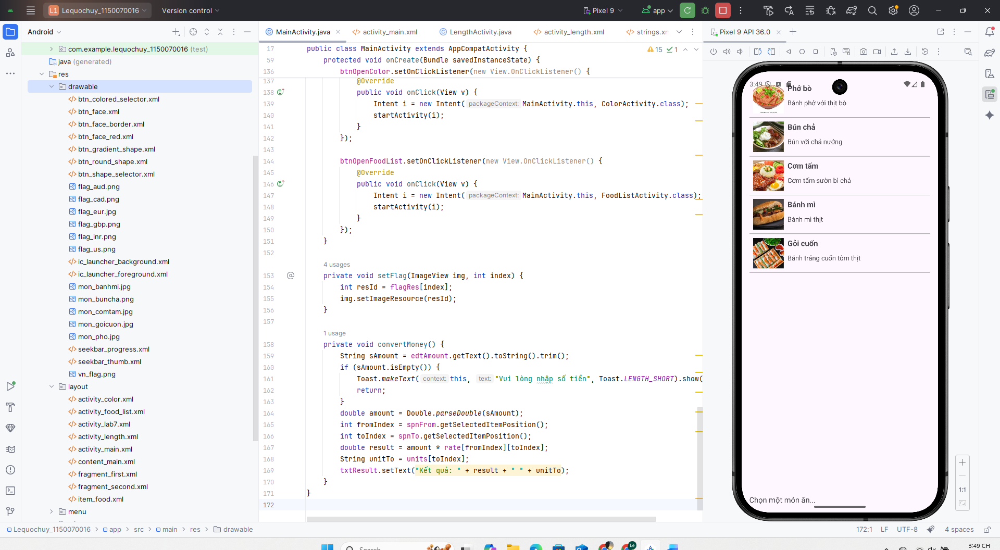 L1 Lequochuy_1150070016 Version control Pixel 9 app
Android
com.example.lequochuy_1150070016 (test)
java (generated)
res
drawable
btn_colored_selector.xml
btn_face.xml
btn_face_border.xml
btn_face_red.xml
btn_gradient_shape.xml
btn_round_shape.xml
btn_shape_selector.xml
flag_aud.png
flag_cad.png
flag_eur.jpg
flag_gbp.png
flag_inr.png
flag_us.png
ic_launcher_background.xml
ic_launcher_foreground.xml
mon_banhmi.jpg
mon_buncha.png
mon_comtam.jpg
mon_goicuon.jpg
mon_pho.jpg
seekbar_progress.xml
seekbar_thumb.xml
vn_flag.png
layout
activity_color.xml
activity_food_list.xml
activity_lab7.xml
activity_length.xml
activity_main.xml
content_main.xml
fragment_first.xml
fragment_second.xml
item_food.xml
menu
MainActivity.java activity_main.xml LengthActivity.java activity_length.xml strings.xm
15 1
17 public class MainActivity extends AppCompatActivity {
59 protected void onCreate(Bundle savedInstanceState) {
136 btnOpenColor.setOnClickListener(new View.OnClickListener() {
137 @Override
138 public void onClick(View v) {
139 Intent i = new Intent( packageContext: MainActivity.this, ColorActivity.class);
140 startActivity(i);
141 }
142 });
143
144 btnOpenFoodList.setOnClickListener(new View.OnClickListener() {
145 @Override
146 public void onClick(View v) {
147 Intent i = new Intent( packageContext: MainActivity.this, FoodListActivity.class);
148 startActivity(i);
149 }
150 });
151 }
152
4 usages
153 @ private void setFlag(ImageView img, int index) {
154 int resId = flagRes[index];
155 img.setImageResource(resId);
156 }
157
1 usage
158 private void convertMoney() {
159 String sAmount = edtAmount.getText().toString().trim();
160 if (sAmount.isEmpty()) {
161 Toast.makeText( context: this, text: "Vui lòng nhập số tiền", Toast.LENGTH_SHORT).show(
162 return;
163 }
164 double amount = Double.parseDouble(sAmount);
165 int fromIndex = spnFrom.getSelectedItemPosition();
166 int toIndex = spnTo.getSelectedItemPosition();
167 double result = amount * rate[fromIndex][toIndex];
168 String unitTo = units[toIndex];
169 txtResult.setText("Kết quả: " + result + " " + unitTo);
170 }
171 }
172
Pixel 9 API 36.0
3:49
Phở bò
Bánh phở với thịt bò
Bún chả
Bún với chả nướng
Cơm tấm
Cơm tấm sườn bì chả
Bánh mì
Bánh mì thịt
Gỏi cuốn
Bánh tráng cuốn tôm thịt
Chọn một món ăn...
1:1
Lequochuy_1150070016 > app > src > main > res > drawable
172:1 LF UTF-8 4 spaces
Search
Le
3:49 CH